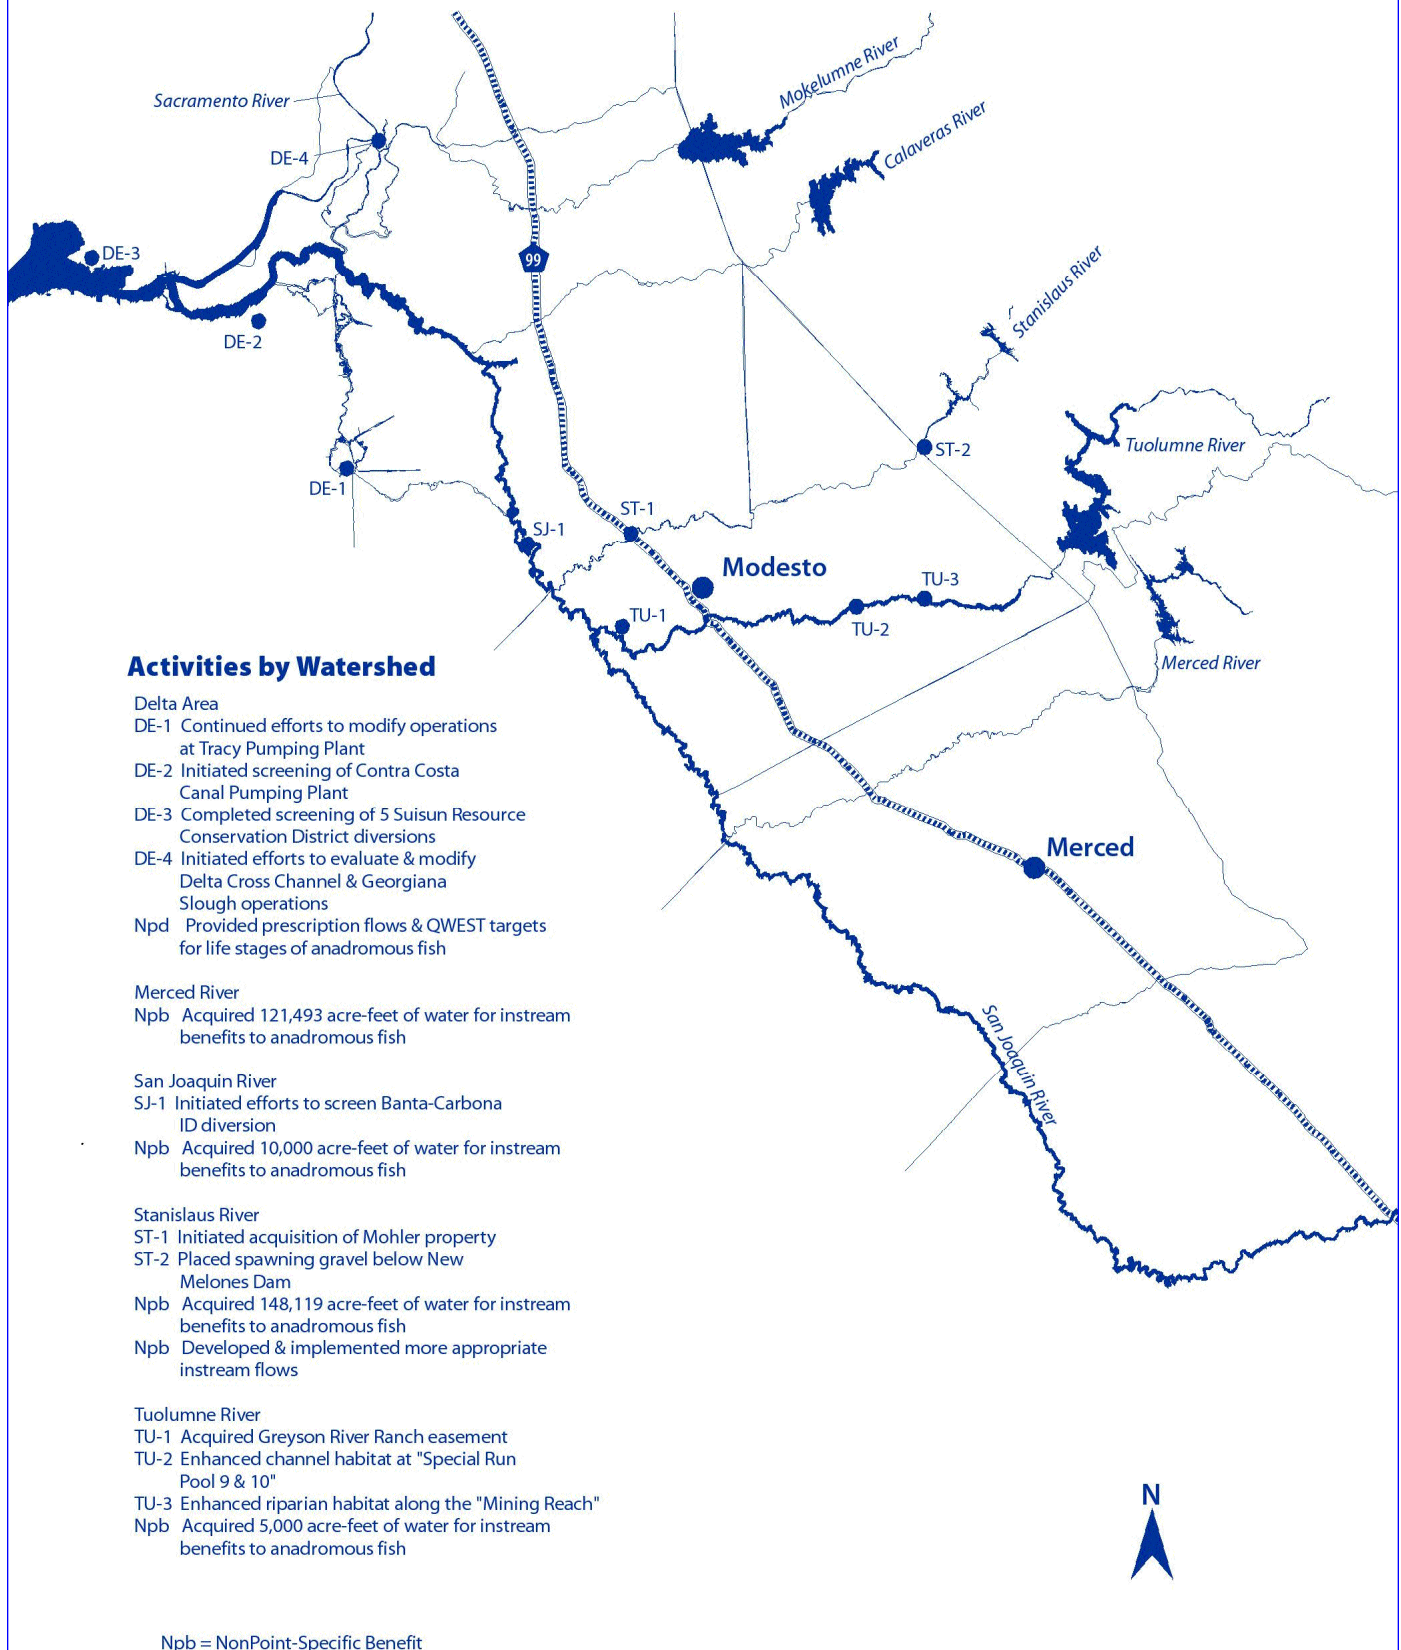 Mokelumne River
Sacramento River
Calaveras River
DE-4
DE-3
99
Stanislaus River
DE-2
Tuolumne River
ST-2
DE-1
ST-1
SJ-1
Modesto
TU-3
TU-1
TU-2
Merced River
Merced
San Joaquin River
Activities by Watershed
Delta Area
DE-1 Continued efforts to modify operations
at Tracy Pumping Plant
DE-2 Initiated screening of Contra Costa
Canal Pumping Plant
DE-3 Completed screening of 5 Suisun Resource
Conservation District diversions
DE-4 Initiated efforts to evaluate & modify
Delta Cross Channel & Georgiana
Slough operations
Npd Provided prescription flows & QWEST targets
for life stages of anadromous fish
Merced River
Npb Acquired 121,493 acre-feet of water for instream
benefits to anadromous fish
San Joaquin River
SJ-1 Initiated efforts to screen Banta-Carbona
ID diversion
Npb Acquired 10,000 acre-feet of water for instream
benefits to anadromous fish
Stanislaus River
ST-1 Initiated acquisition of Mohler property
ST-2 Placed spawning gravel below New
Melones Dam
Npb Acquired 148,119 acre-feet of water for instream
benefits to anadromous fish
Npb Developed & implemented more appropriate
instream flows
Tuolumne River
TU-1 Acquired Greyson River Ranch easement
TU-2 Enhanced channel habitat at "Special Run
Pool 9 & 10"
TU-3 Enhanced riparian habitat along the "Mining Reach"
Npb Acquired 5,000 acre-feet of water for instream
benefits to anadromous fish
N
Npb = NonPoint-Specific Benefit